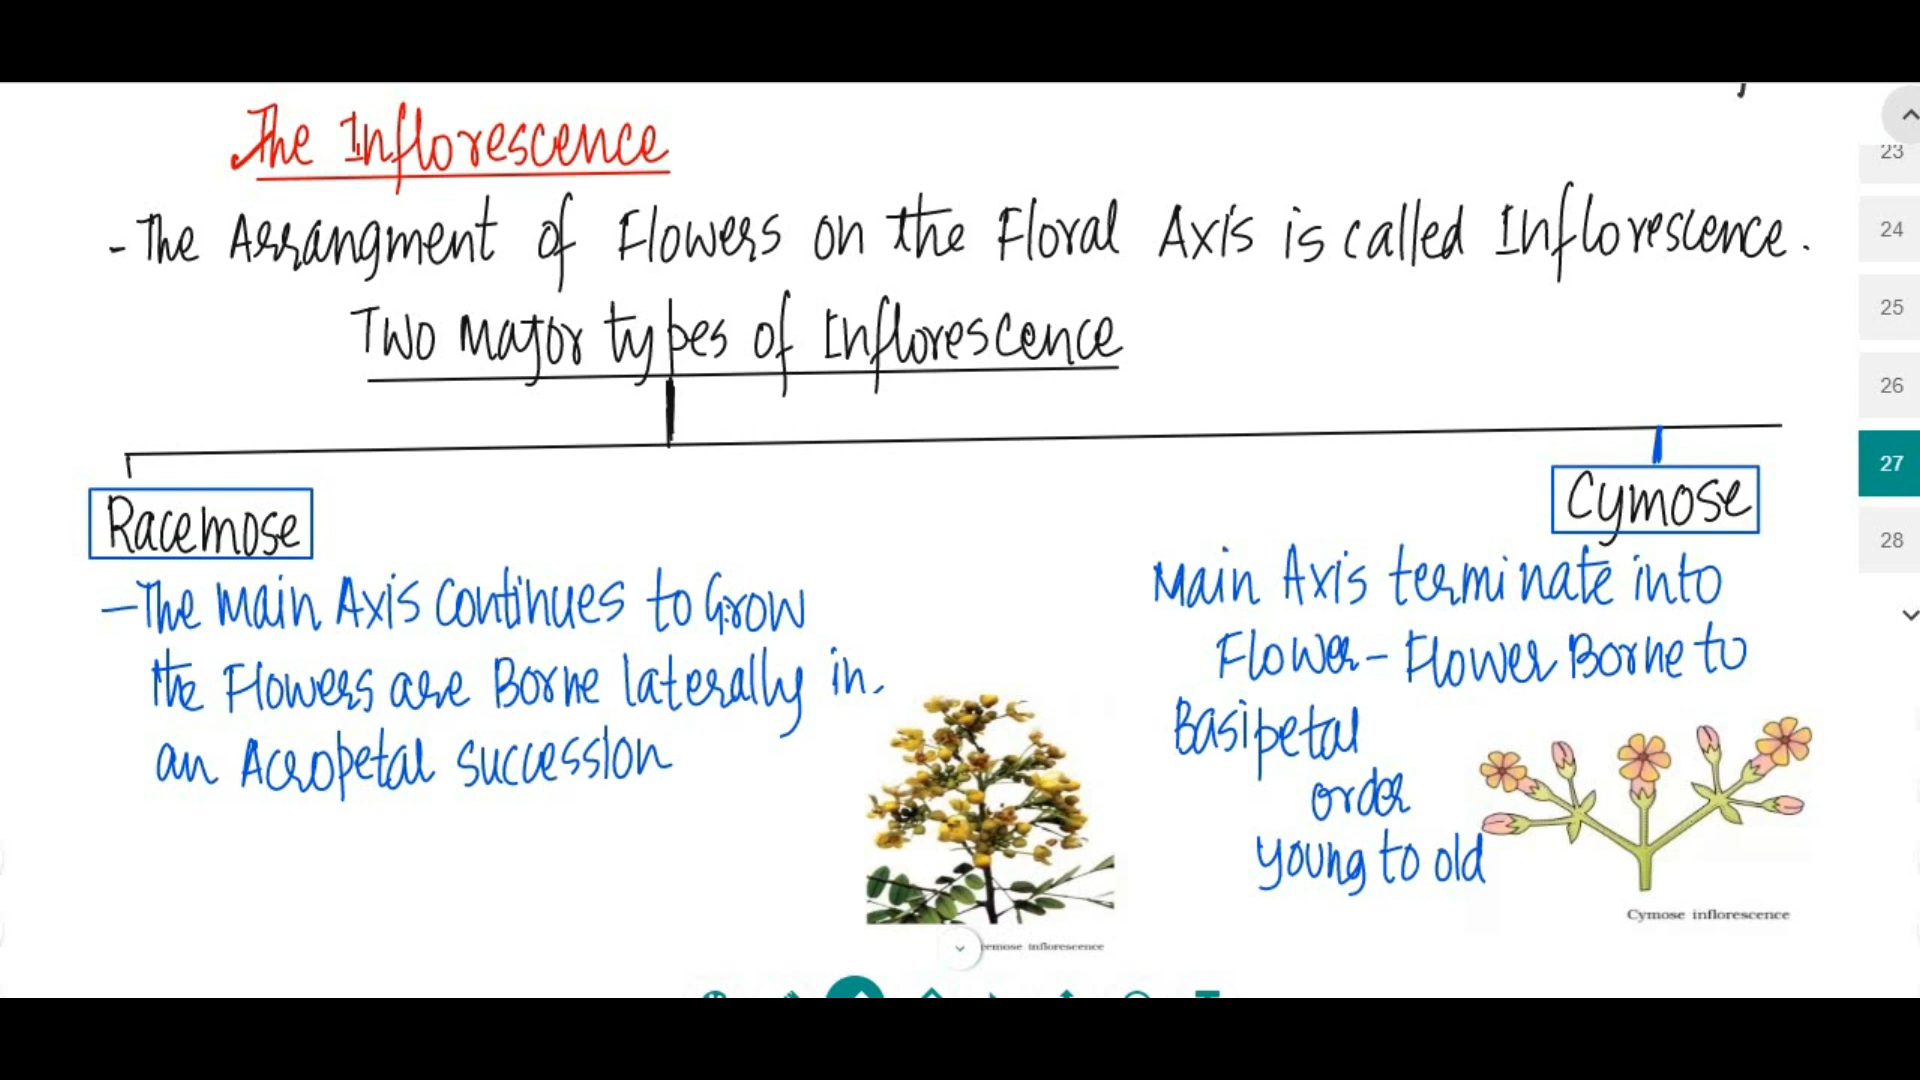 The Inflorescence
- The Arrangment of Flowers on the Floral Axis is called Inflorescence.
Two Major types of Inflorescence
Racemose
- The Main Axis Continues to Grow
the Flowers are Borne laterally in
an Acropetal succession
Cymose
Main Axis terminate into
Flower - Flower Borne to
Basipetal
order
young to old
Cymose inflorescence
cemose inflorescence
23
24
25
26
27
28